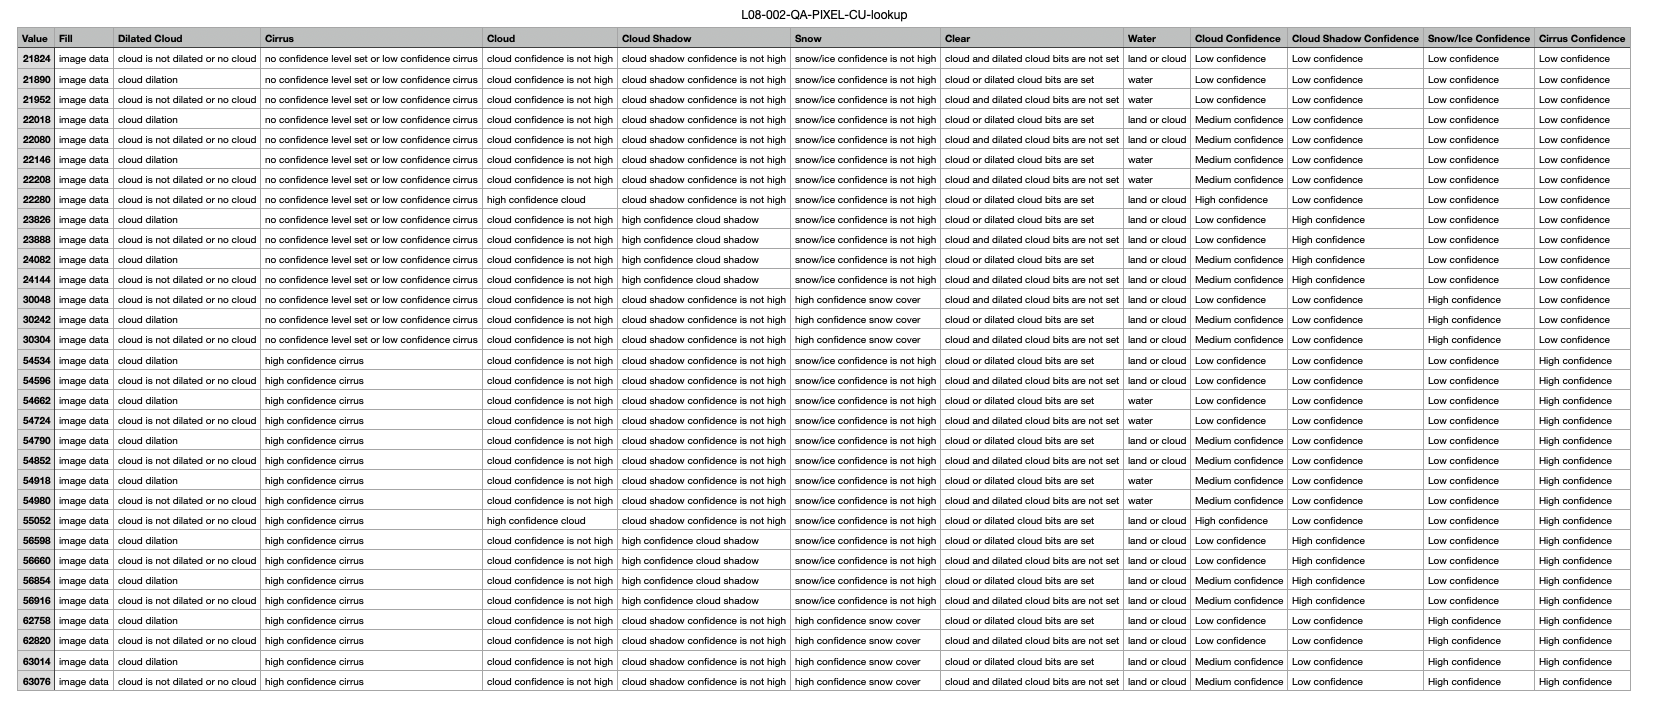 L08-002-QA-PIXEL-CU-lookup
Value Fill Dilated Cloud Cirrus Cloud Cloud Shadow Snow Clear Water Cloud Confidence Cloud Shadow Confidence Snow/Ice Confidence Cirrus Confidence
21824 image data cloud is not dilated or no cloud no confidence level set or low confidence cirrus cloud confidence is not high cloud shadow confidence is not high snow/ice confidence is not high cloud and dilated cloud bits are not set land or cloud Low confidence Low confidence Low confidence Low confidence
21890 image data cloud dilation no confidence level set or low confidence cirrus cloud confidence is not high cloud shadow confidence is not high snow/ice confidence is not high cloud or dilated cloud bits are set water Low confidence Low confidence Low confidence Low confidence
21952 image data cloud is not dilated or no cloud no confidence level set or low confidence cirrus cloud confidence is not high cloud shadow confidence is not high snow/ice confidence is not high cloud and dilated cloud bits are not set water Low confidence Low confidence Low confidence Low confidence
22018 image data cloud dilation no confidence level set or low confidence cirrus cloud confidence is not high cloud shadow confidence is not high snow/ice confidence is not high cloud or dilated cloud bits are set land or cloud Medium confidence Low confidence Low confidence Low confidence
22080 image data cloud is not dilated or no cloud no confidence level set or low confidence cirrus cloud confidence is not high cloud shadow confidence is not high snow/ice confidence is not high cloud and dilated cloud bits are not set land or cloud Medium confidence Low confidence Low confidence Low confidence
22146 image data cloud dilation no confidence level set or low confidence cirrus cloud confidence is not high cloud shadow confidence is not high snow/ice confidence is not high cloud or dilated cloud bits are set water Medium confidence Low confidence Low confidence Low confidence
22208 image data cloud is not dilated or no cloud no confidence level set or low confidence cirrus cloud confidence is not high cloud shadow confidence is not high snow/ice confidence is not high cloud and dilated cloud bits are not set water Medium confidence Low confidence Low confidence Low confidence
22280 image data cloud is not dilated or no cloud no confidence level set or low confidence cirrus high confidence cloud cloud shadow confidence is not high snow/ice confidence is not high cloud or dilated cloud bits are set land or cloud High confidence Low confidence Low confidence Low confidence
23826 image data cloud dilation no confidence level set or low confidence cirrus cloud confidence is not high high confidence cloud shadow snow/ice confidence is not high cloud or dilated cloud bits are set land or cloud Low confidence High confidence Low confidence Low confidence
23888 image data cloud is not dilated or no cloud no confidence level set or low confidence cirrus cloud confidence is not high high confidence cloud shadow snow/ice confidence is not high cloud and dilated cloud bits are not set land or cloud Low confidence High confidence Low confidence Low confidence
24082 image data cloud dilation no confidence level set or low confidence cirrus cloud confidence is not high high confidence cloud shadow snow/ice confidence is not high cloud or dilated cloud bits are set land or cloud Medium confidence High confidence Low confidence Low confidence
24144 image data cloud is not dilated or no cloud no confidence level set or low confidence cirrus cloud confidence is not high high confidence cloud shadow snow/ice confidence is not high cloud and dilated cloud bits are not set land or cloud Medium confidence High confidence Low confidence Low confidence
30048 image data cloud is not dilated or no cloud no confidence level set or low confidence cirrus cloud confidence is not high cloud shadow confidence is not high high confidence snow cover cloud and dilated cloud bits are not set land or cloud Low confidence Low confidence High confidence Low confidence
30242 image data cloud dilation no confidence level set or low confidence cirrus cloud confidence is not high cloud shadow confidence is not high high confidence snow cover cloud or dilated cloud bits are set land or cloud Medium confidence Low confidence High confidence Low confidence
30304 image data cloud is not dilated or no cloud no confidence level set or low confidence cirrus cloud confidence is not high cloud shadow confidence is not high high confidence snow cover cloud and dilated cloud bits are not set land or cloud Medium confidence Low confidence High confidence Low confidence
54534 image data cloud dilation high confidence cirrus cloud confidence is not high cloud shadow confidence is not high snow/ice confidence is not high cloud or dilated cloud bits are set land or cloud Low confidence Low confidence Low confidence High confidence
54596 image data cloud is not dilated or no cloud high confidence cirrus cloud confidence is not high cloud shadow confidence is not high snow/ice confidence is not high cloud and dilated cloud bits are not set land or cloud Low confidence Low confidence Low confidence High confidence
54662 image data cloud dilation high confidence cirrus cloud confidence is not high cloud shadow confidence is not high snow/ice confidence is not high cloud or dilated cloud bits are set water Low confidence Low confidence Low confidence High confidence
54724 image data cloud is not dilated or no cloud high confidence cirrus cloud confidence is not high cloud shadow confidence is not high snow/ice confidence is not high cloud and dilated cloud bits are not set water Low confidence Low confidence Low confidence High confidence
54790 image data cloud dilation high confidence cirrus cloud confidence is not high cloud shadow confidence is not high snow/ice confidence is not high cloud or dilated cloud bits are set land or cloud Medium confidence Low confidence Low confidence High confidence
54852 image data cloud is not dilated or no cloud high confidence cirrus cloud confidence is not high cloud shadow confidence is not high snow/ice confidence is not high cloud and dilated cloud bits are not set land or cloud Medium confidence Low confidence Low confidence High confidence
54918 image data cloud dilation high confidence cirrus cloud confidence is not high cloud shadow confidence is not high snow/ice confidence is not high cloud or dilated cloud bits are set water Medium confidence Low confidence Low confidence High confidence
54980 image data cloud is not dilated or no cloud high confidence cirrus cloud confidence is not high cloud shadow confidence is not high snow/ice confidence is not high cloud and dilated cloud bits are not set water Medium confidence Low confidence Low confidence High confidence
55052 image data cloud is not dilated or no cloud high confidence cirrus high confidence cloud cloud shadow confidence is not high snow/ice confidence is not high cloud or dilated cloud bits are set land or cloud High confidence Low confidence Low confidence High confidence
56598 image data cloud dilation high confidence cirrus cloud confidence is not high high confidence cloud shadow snow/ice confidence is not high cloud or dilated cloud bits are set land or cloud Low confidence High confidence Low confidence High confidence
56660 image data cloud is not dilated or no cloud high confidence cirrus cloud confidence is not high high confidence cloud shadow snow/ice confidence is not high cloud and dilated cloud bits are not set land or cloud Low confidence High confidence Low confidence High confidence
56854 image data cloud dilation high confidence cirrus cloud confidence is not high high confidence cloud shadow snow/ice confidence is not high cloud or dilated cloud bits are set land or cloud Medium confidence High confidence Low confidence High confidence
56916 image data cloud is not dilated or no cloud high confidence cirrus cloud confidence is not high high confidence cloud shadow snow/ice confidence is not high cloud and dilated cloud bits are not set land or cloud Medium confidence High confidence Low confidence High confidence
62758 image data cloud dilation high confidence cirrus cloud confidence is not high cloud shadow confidence is not high high confidence snow cover cloud or dilated cloud bits are set land or cloud Low confidence Low confidence High confidence High confidence
62820 image data cloud is not dilated or no cloud high confidence cirrus cloud confidence is not high cloud shadow confidence is not high high confidence snow cover cloud and dilated cloud bits are not set land or cloud Low confidence Low confidence High confidence High confidence
63014 image data cloud dilation high confidence cirrus cloud confidence is not high cloud shadow confidence is not high high confidence snow cover cloud or dilated cloud bits are set land or cloud Medium confidence Low confidence High confidence High confidence
63076 image data cloud is not dilated or no cloud high confidence cirrus cloud confidence is not high cloud shadow confidence is not high high confidence snow cover cloud and dilated cloud bits are not set land or cloud Medium confidence Low confidence High confidence High confidence